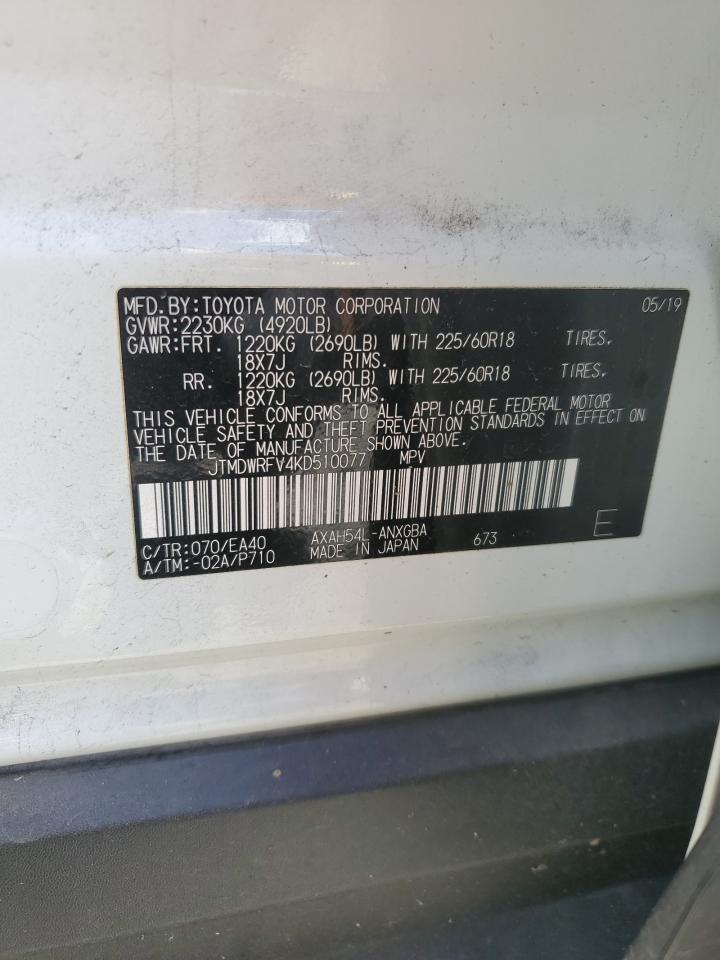 MFD.BY:TOYOTA MOTOR CORPORATION 05/19
GVWR:2230KG (4920LB)
GAWR:FRT. 1220KG (2690LB) WITH 225/60R18 TIRES,
18X7J RIMS.
RR. 1220KG (2690LB) WITH 225/60R18 TIRES,
18X7J RIMS.
THIS VEHICLE CONFORMS TO ALL APPLICABLE FEDERAL MOTOR
VEHICLE SAFETY AND THEFT PREVENTION STANDARDS IN EFFECT ON
THE DATE OF MANUFACTURE SHOWN ABOVE.
JTMDWRFV4KD510077 MPV
C/TR:070/EA40 AXAH54L-ANXGBA
A/TM:-02A/P710 MADE IN JAPAN 673 E